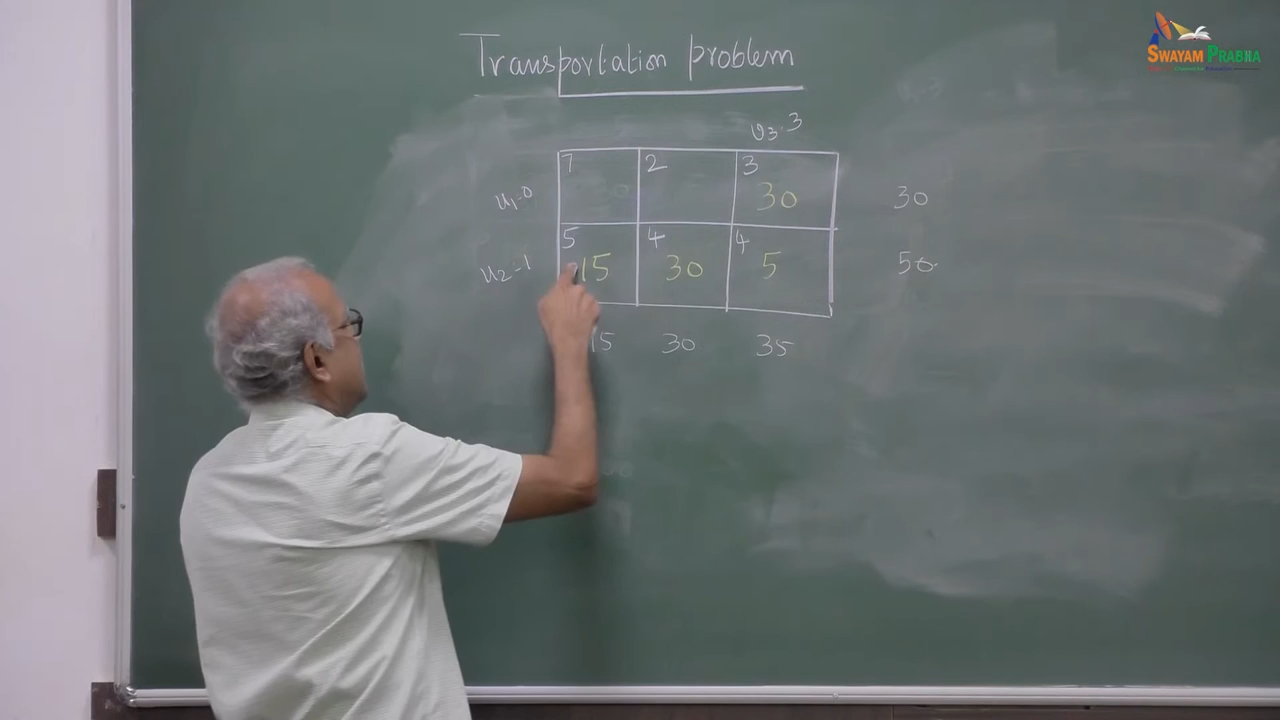 SWAYAM PRABHA
Transportation problem
v3=3
7 2 3
u1=0 30 30
5 4 4
u2=1 15 30 5 50
15 30 35